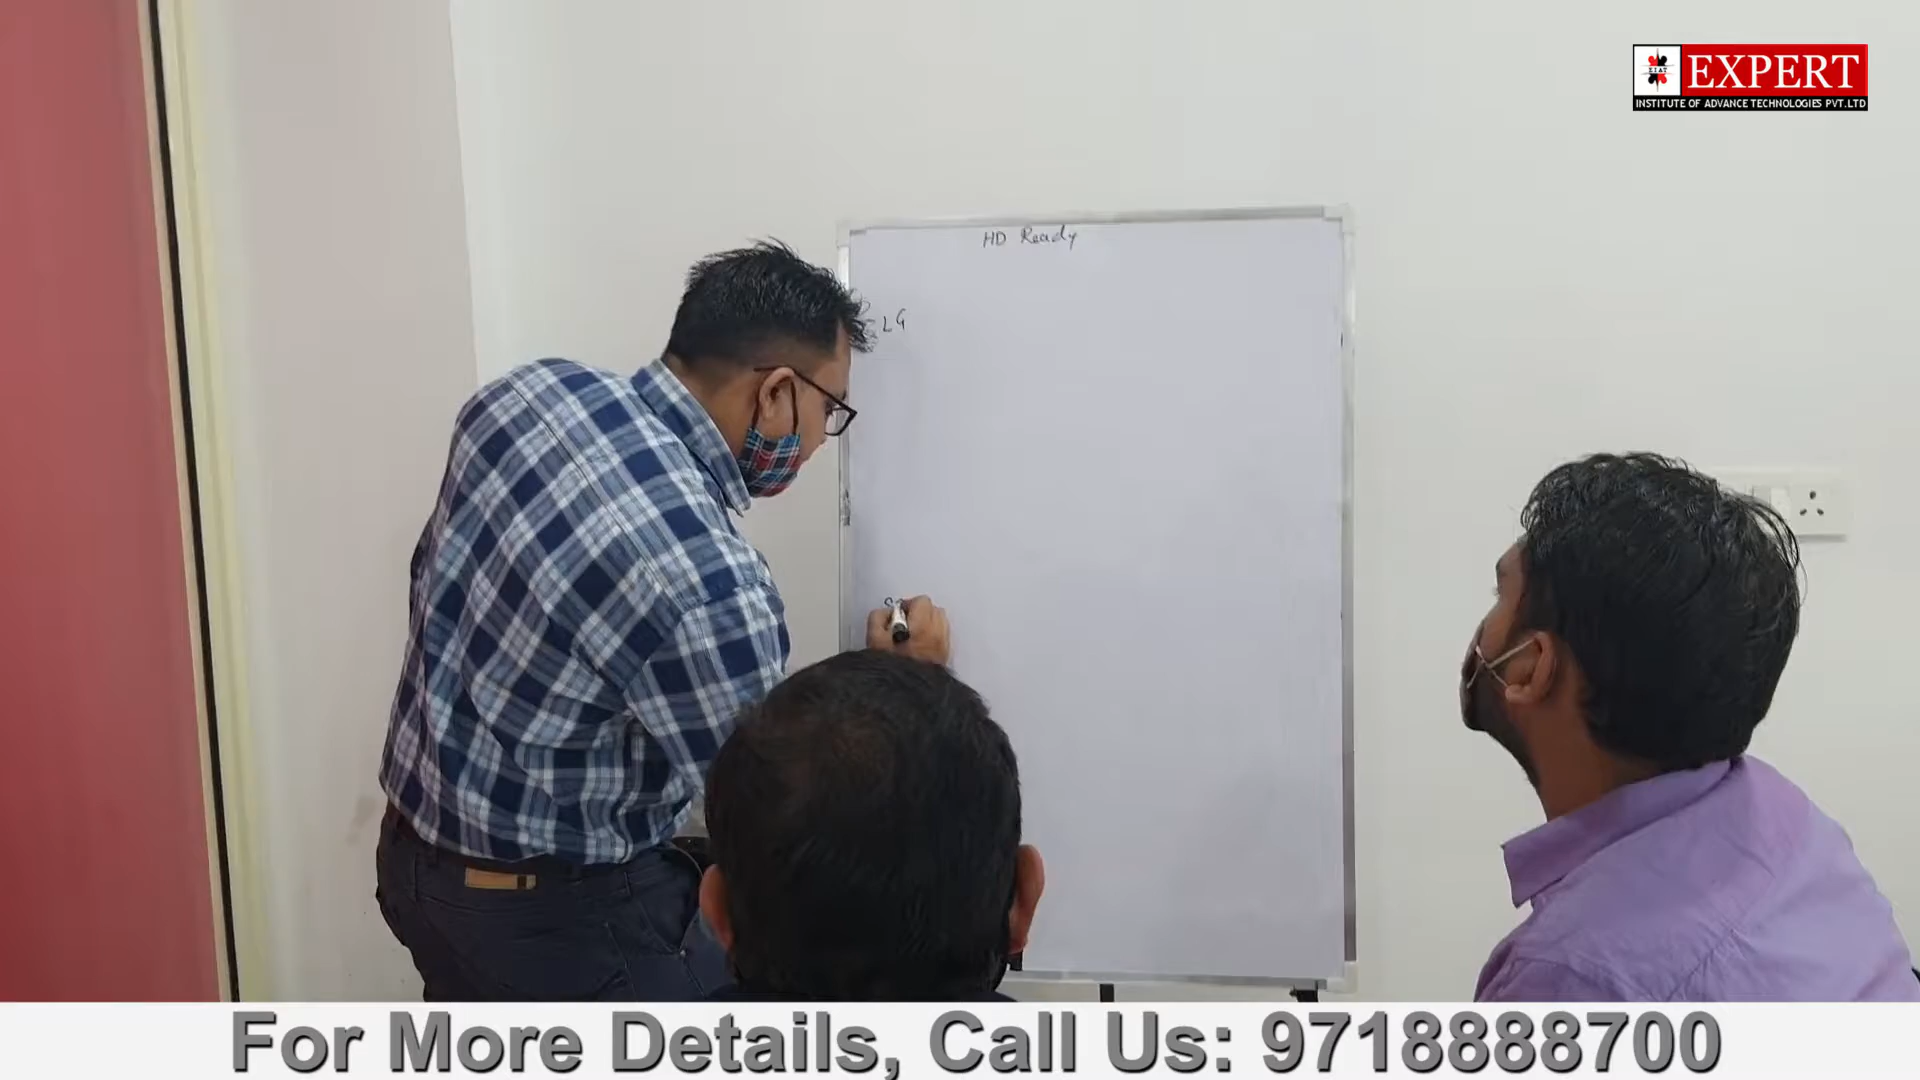 EXPERT
INSTITUTE OF ADVANCE TECHNOLOGIES PVT.LTD
HD Ready
LG
For More Details, Call Us: 9718888700